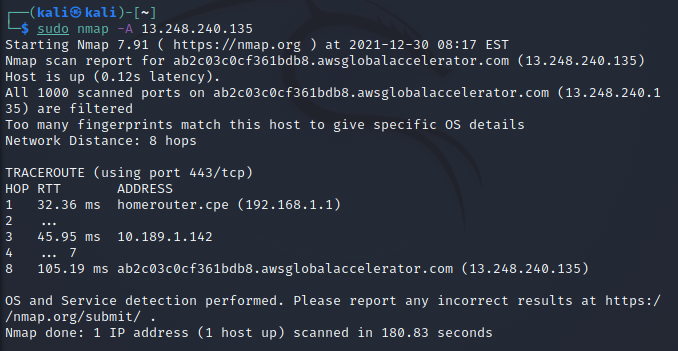 ┌──(kali㉿kali)-[~]
└─$ sudo nmap -A 13.248.240.135
Starting Nmap 7.91 ( https://nmap.org ) at 2021-12-30 08:17 EST
Nmap scan report for ab2c03c0cf361bdb8.awsglobalaccelerator.com (13.248.240.135)
Host is up (0.12s latency).
All 1000 scanned ports on ab2c03c0cf361bdb8.awsglobalaccelerator.com (13.248.240.1
35) are filtered
Too many fingerprints match this host to give specific OS details
Network Distance: 8 hops

TRACEROUTE (using port 443/tcp)
HOP RTT       ADDRESS
1   32.36 ms  homerouter.cpe (192.168.1.1)
2   ...
3   45.95 ms  10.189.1.142
4   ... 7
8   105.19 ms ab2c03c0cf361bdb8.awsglobalaccelerator.com (13.248.240.135)

OS and Service detection performed. Please report any incorrect results at https:/
/nmap.org/submit/ .
Nmap done: 1 IP address (1 host up) scanned in 180.83 seconds